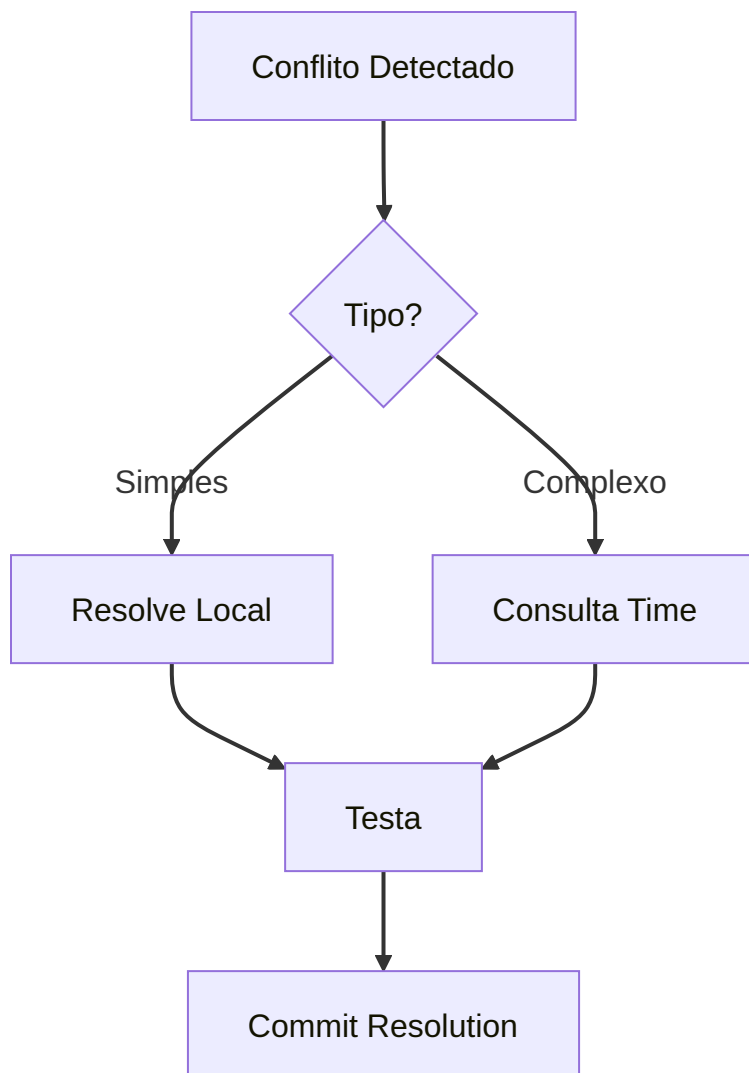 Conflito Detectado
Tipo?
Simples
Complexo
Resolve Local
Consulta Time
Testa
Commit Resolution